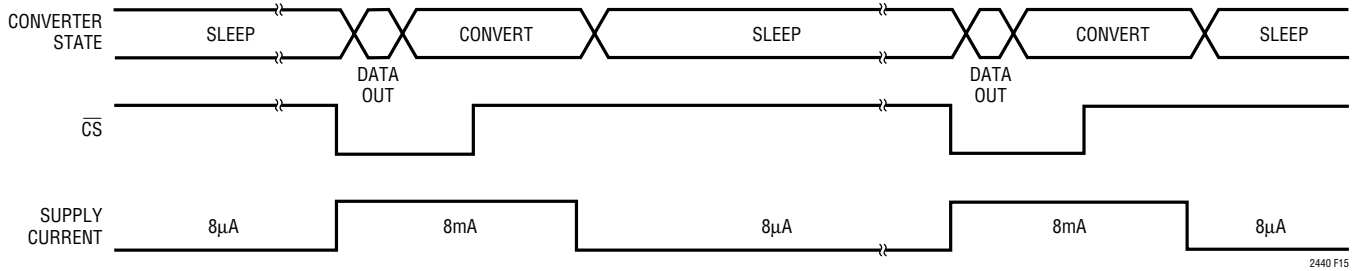 CONVERTER
STATE
SLEEP
DATA
OUT
CONVERT
SLEEP
DATA
OUT
CONVERT
SLEEP
CS
SUPPLY
CURRENT
8µA
8mA
8µA
8mA
8µA
2440 F15